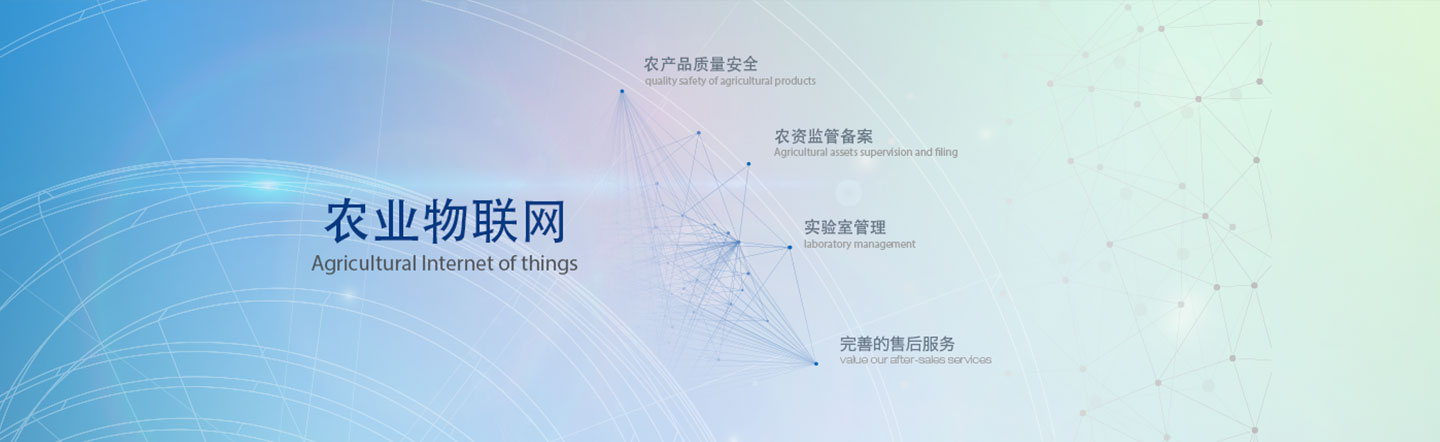 农业物联网
Agricultural Internet of things
农产品质量安全
quality safety of agricultural products
农资监管备案
Agricultural assets supervision and filing
实验室管理
laboratory management
完善的售后服务
value our after-sales services